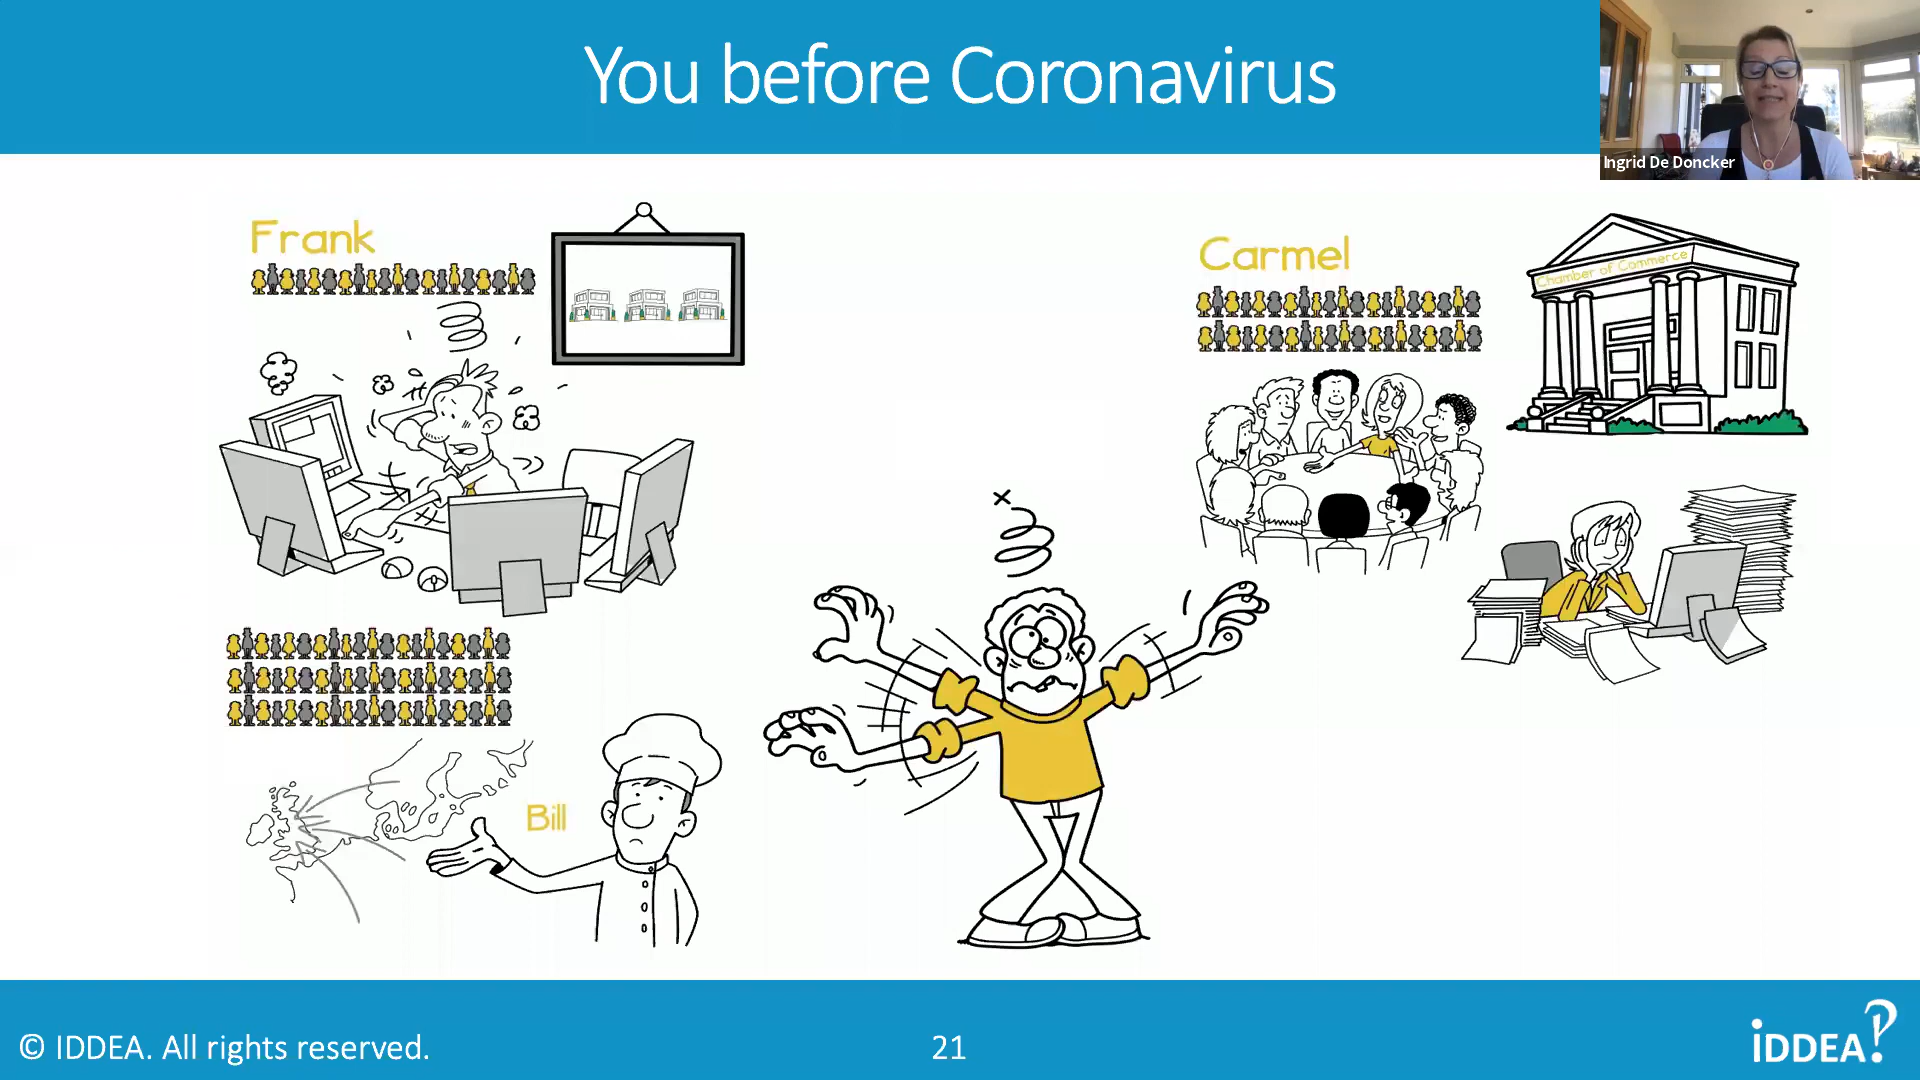 You before Coronavirus
Ingrid De Doncker
Frank
Carmel
Chamber of Commerce
Bill
© IDDEA. All rights reserved.
21
iDDEA?